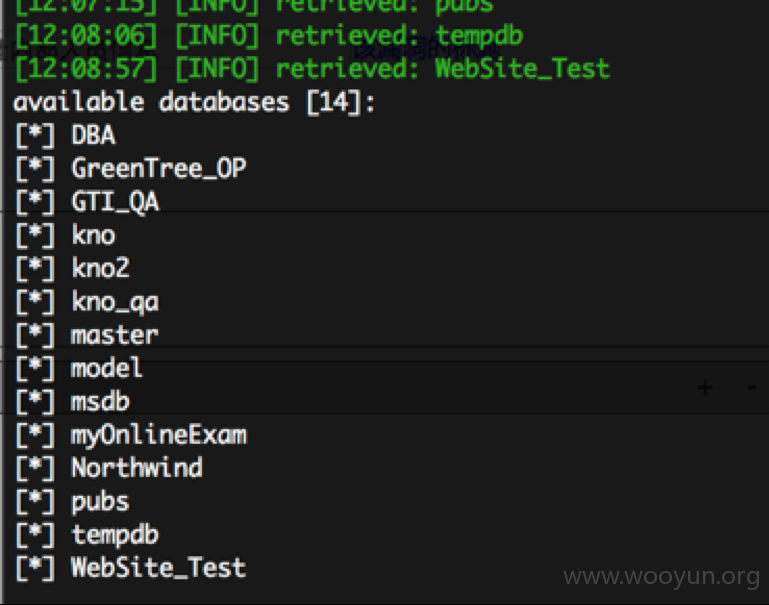 [12:07:15] [INFO] retrieved: pubs
[12:08:06] [INFO] retrieved: tempdb
[12:08:57] [INFO] retrieved: WebSite_Test
available databases [14]:
[*] DBA
[*] GreenTree_OP
[*] GTI_QA
[*] kno
[*] kno2
[*] kno_qa
[*] master
[*] model
[*] msdb
[*] myOnlineExam
[*] Northwind
[*] pubs
[*] tempdb
[*] WebSite_Test
www.wooyun.org